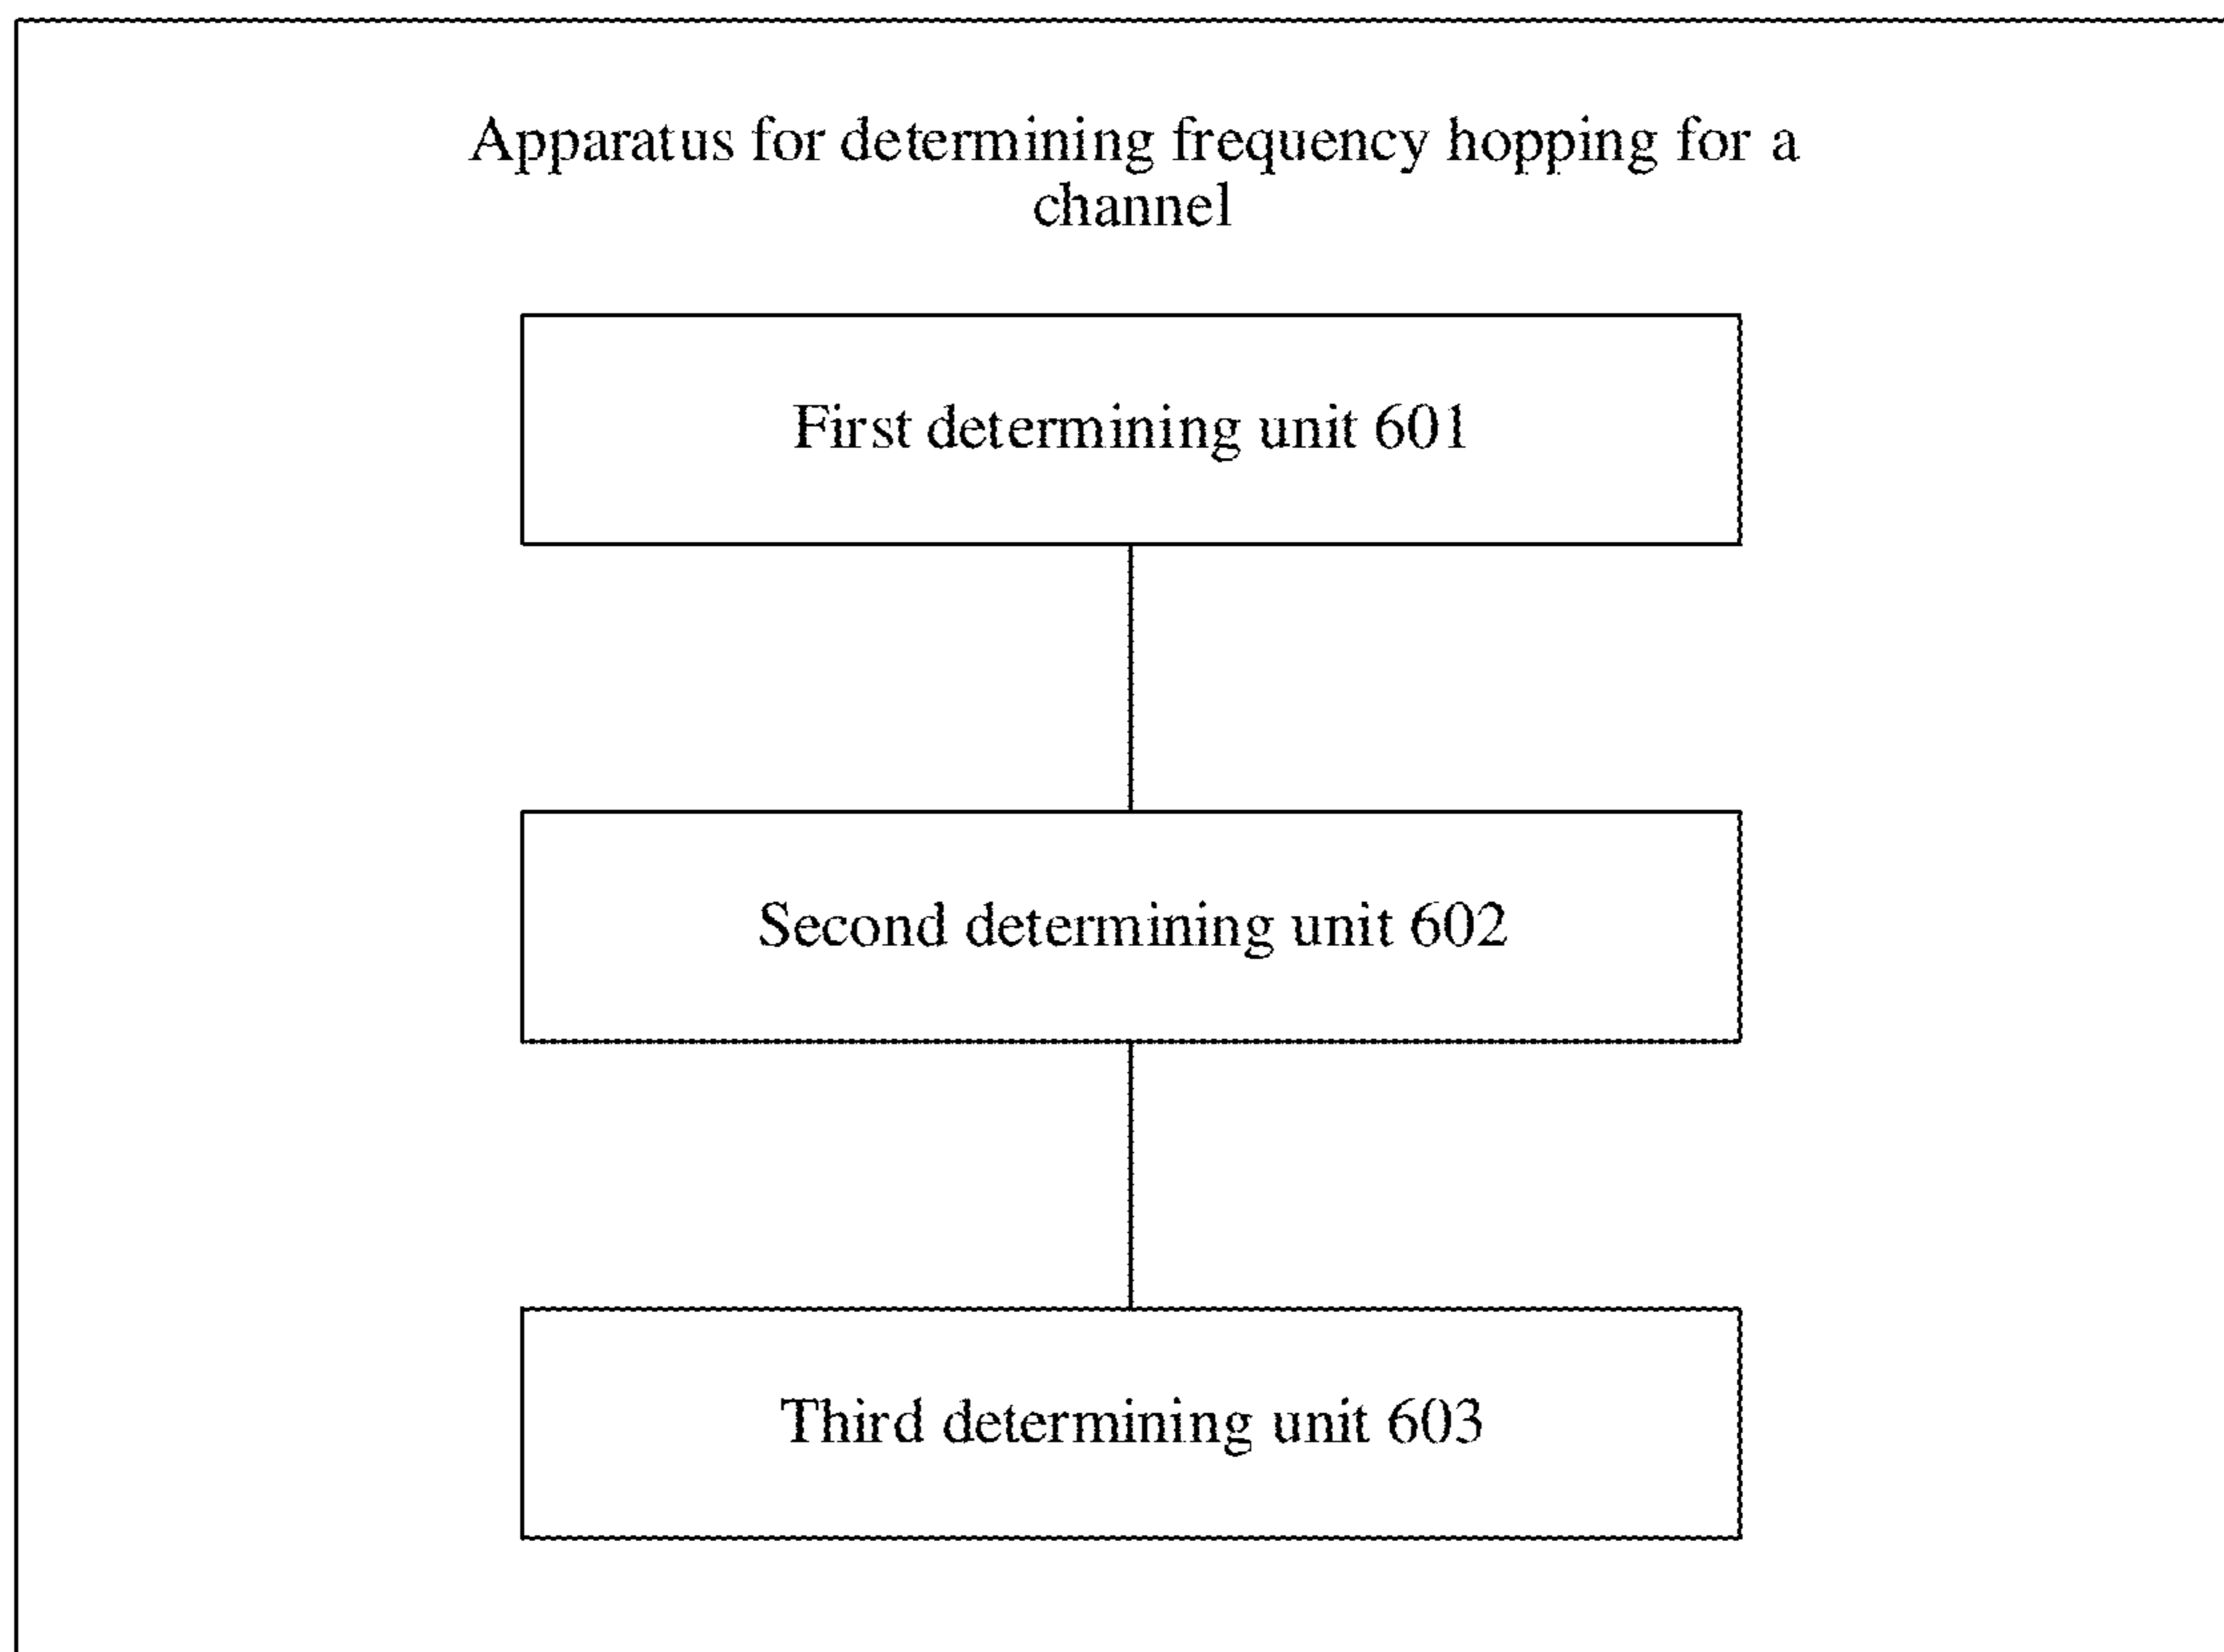 Apparatus for determining frequency hopping for a
channel
First determining unit 601
Second determining unit 602
Third determining unit 603